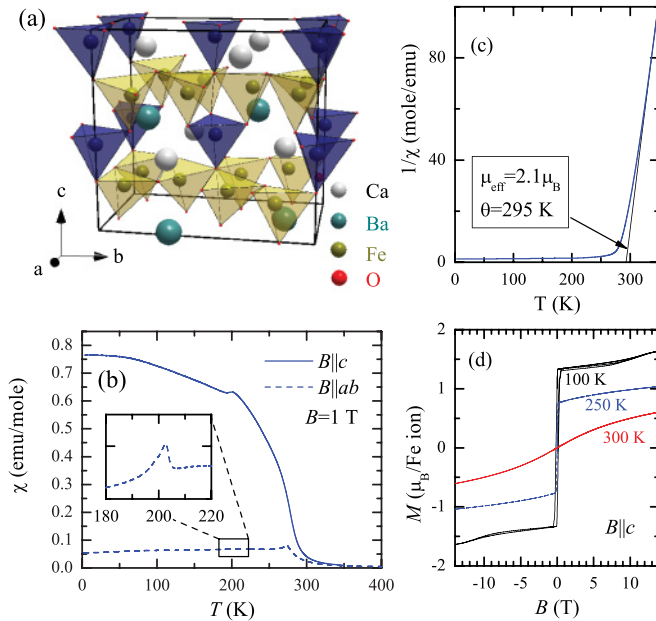 (a)
c
a
b
Ca
Ba
Fe
O
(c)
1/χ (mole/emu)
80
40
0
μeff=2.1μB
θ=295 K
0 100 200 300
T (K)
(b)
χ (emu/mole)
0.8
0.7
0.6
0.5
0.4
0.3
0.2
0.1
0.0
B||c
B||ab
B=1 T
180 200 220
0 100 200 300 400
T (K)
(d)
M (μB/Fe ion)
2
1
0
-1
-2
100 K
250 K
300 K
B||c
-10 -5 0 5 10
B (T)